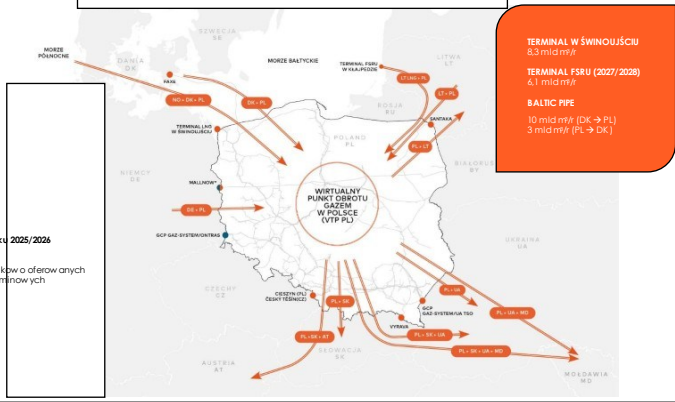 TERMINAL W ŚWINOUJŚCIU
8,3 mld m³/r
TERMINAL FSRU (2027/2028)
6,1 mld m³/r
BALTIC PIPE
10 mld m³/r (DK → PL)
3 mld m³/r (PL → DK)
SZWECJA
SE
MORZE
PÓŁNOCNE
DANIA
DK
MORZE BAŁTYCKIE
TERMINAL FSRU
W KŁAJPEDZIE
LITWA
LT
FAXA
LT LNG > PL
NO > DK > PL
DK > PL
LT > PL
ROSJA
RU
SANTAKA
TERMINAL LNG
W ŚWINOUJŚCIU
POLAND
PL
PL > LT
NIEMCY
DE
MALLNOW*
BIAŁORUŚ
BY
WIRTUALNY
PUNKT OBROTU
GAZEM
W POLSCE
(VTP PL)
DE > PL
GCP GAZ-SYSTEM/ONTRAS
UKRAINA
UA
ku 2025/2026
ków o oferowanych
minowych
CZECHY
CZ
CIESZYN (PL)
ČESKÝ TĚŠÍN (CZ)
PL > SK
PL > UA
GCP
GAZ-SYSTEM/UA TSO
VYRAVA
PL > UA > MD
PL > SK > AT
PL > SK > UA
SŁOWACJA
SK
PL > SK > UA > MD
AUSTRIA
AT
MOŁDAWIA
MD